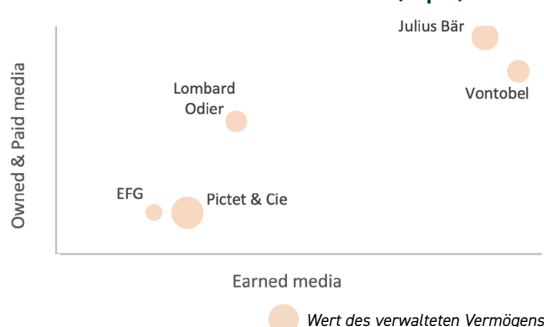 Julius Bär
Vontobel
Lombard
Odier
EFG
Pictet & Cie
Owned & Paid media
Earned media
Wert des verwalteten Vermögens